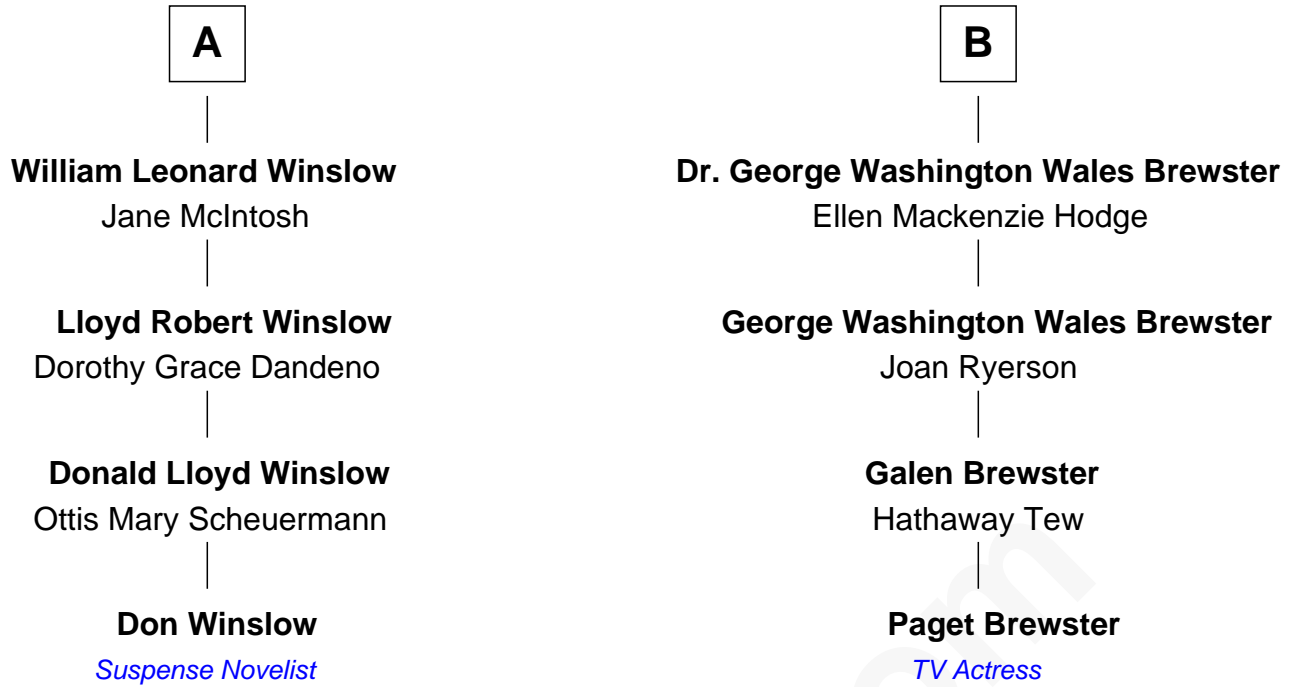 A
William Leonard Winslow
Jane McIntosh
Lloyd Robert Winslow
Dorothy Grace Dandeno
Donald Lloyd Winslow
Ottis Mary Scheuermann
Don Winslow
Suspense Novelist
B
Dr. George Washington Wales Brewster
Ellen Mackenzie Hodge
George Washington Wales Brewster
Joan Ryerson
Galen Brewster
Hathaway Tew
Paget Brewster
TV Actress
om